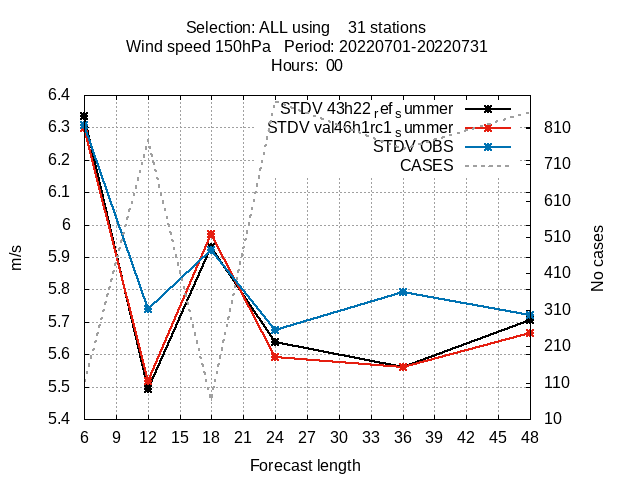 Selection: ALL using 31 stations
Wind speed 150hPa Period: 20220701-20220731
Hours: 00
STDV 43h22_ref_summer
STDV val46h1rc1_summer
STDV OBS
CASES
6.4
6.3
6.2
6.1
6
5.9
5.8
5.7
5.6
5.5
5.4
m/s
810
710
610
510
410
310
210
110
10
No cases
6 9 12 15 18 21 24 27 30 33 36 39 42 45 48
Forecast length